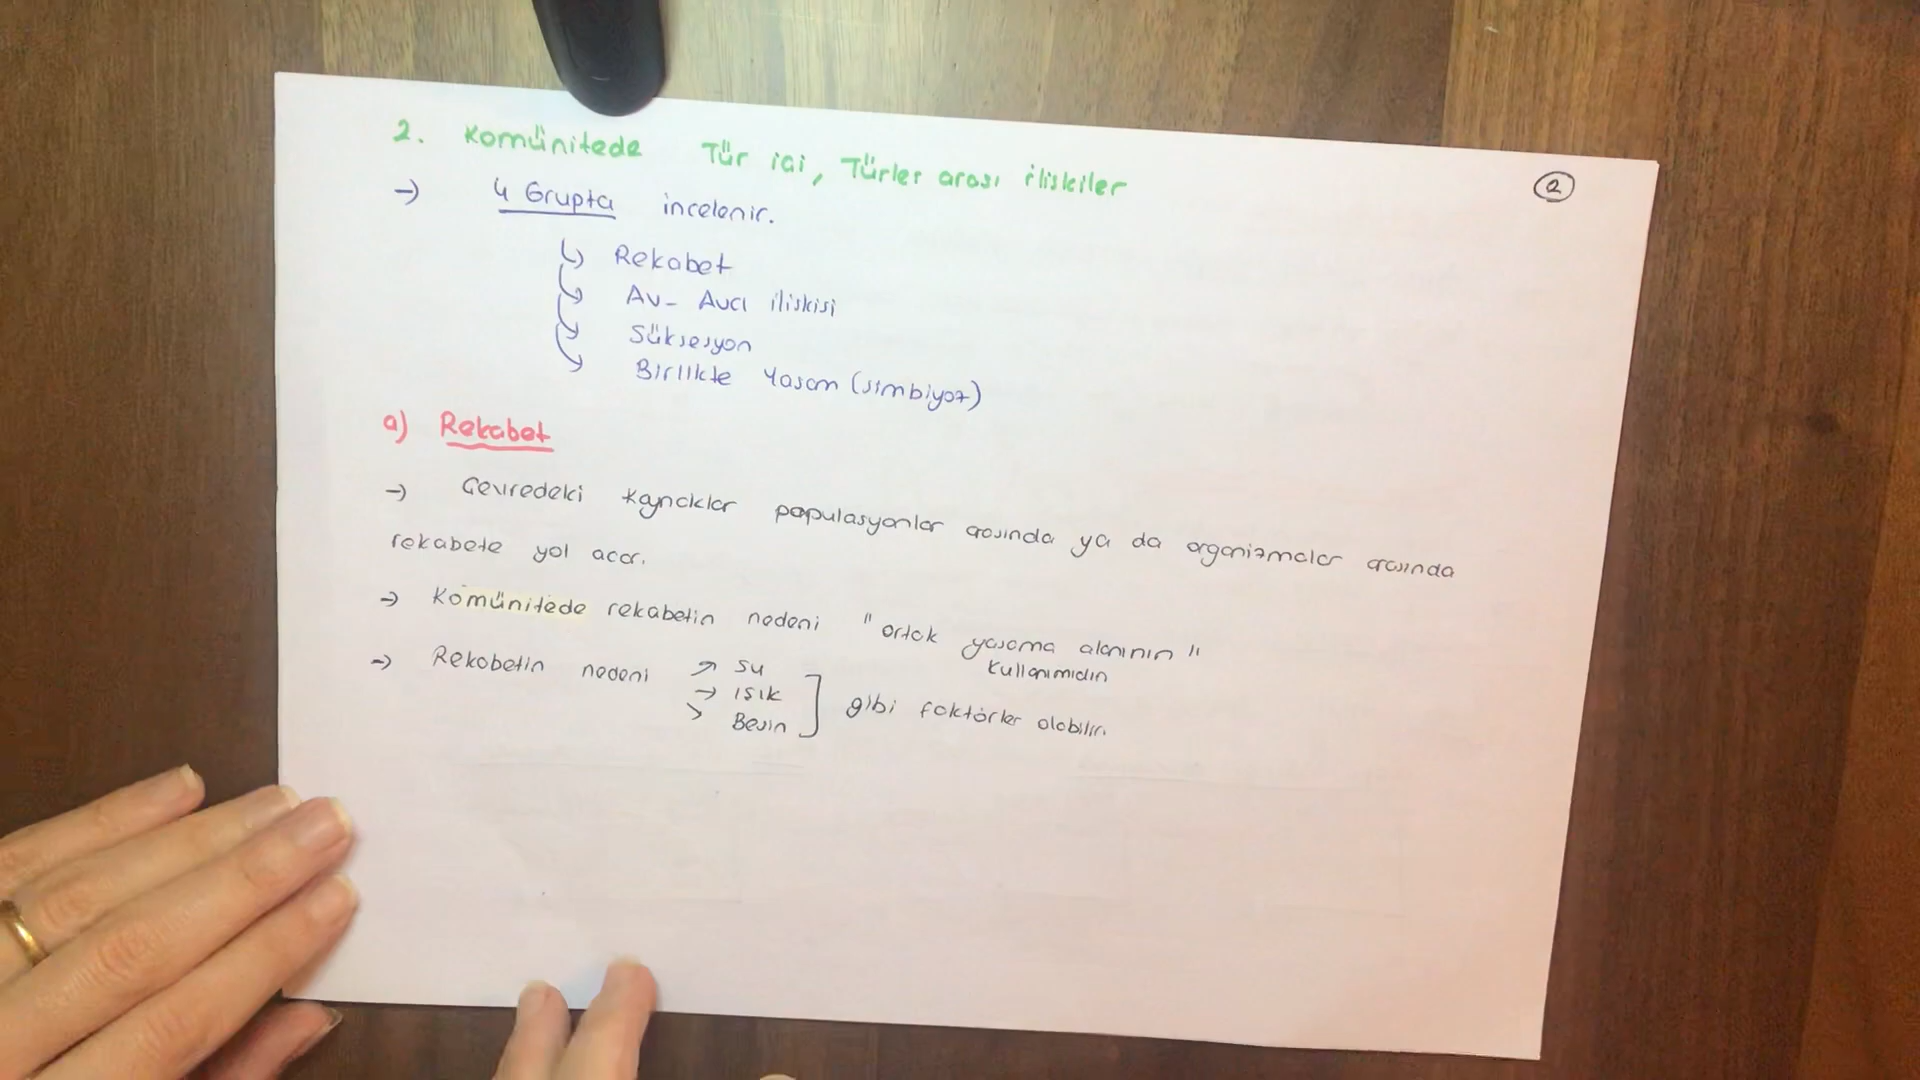 2. Komünitede Tür içi, Türler arası ilişkiler
②
→ 4 Grupta incelenir.
↳ Rekabet
↳ Av- Avcı ilişkisi
↳ Süksesyon
↳ Birlikte Yaşam (simbiyoz)
a) Rekabet
→ Çevredeki kaynaklar populasyonlar arasında ya da organizmalar arasında
rekabete yol açar.
→ Komünitede rekabetin nedeni "ortak yaşama alanının"
kullanımıdır
→ Rekabetin nedeni ↗ su
→ ışık
↘ Besin ] gibi faktörler olabilir.